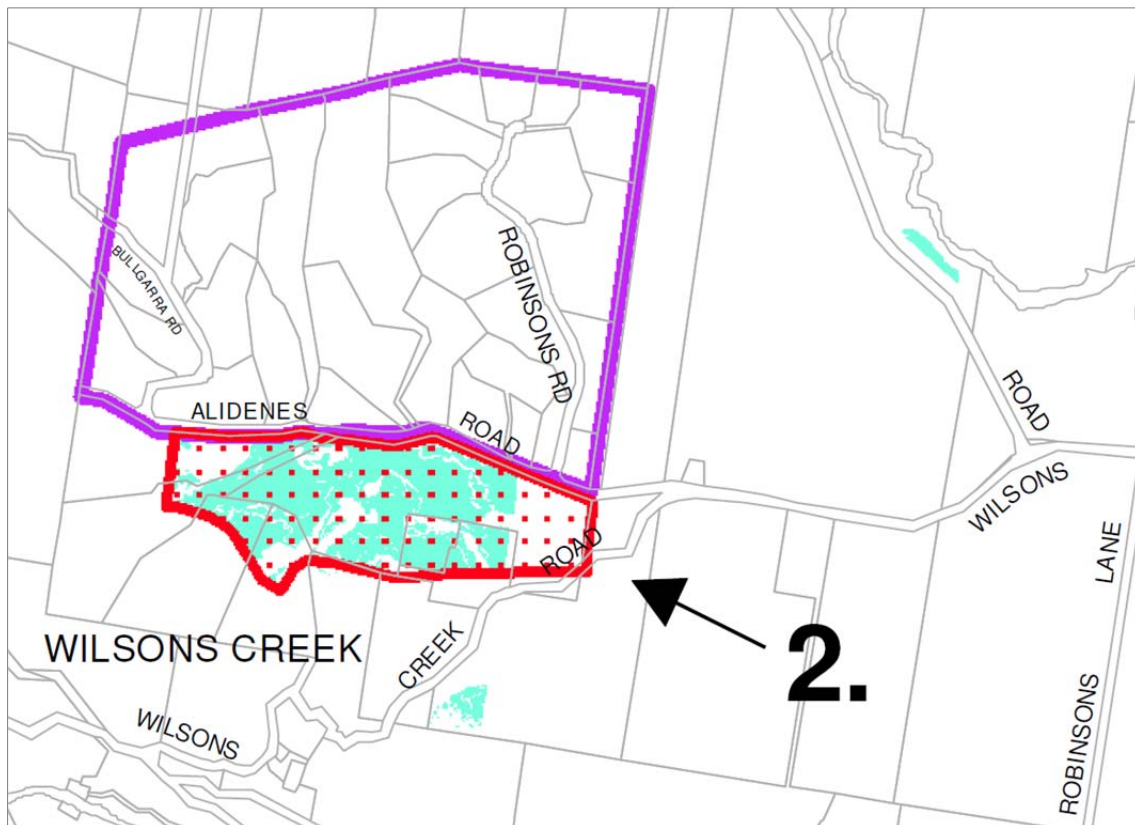 BULLGARRA RD
ROBINSONS RD
ALIDENES ROAD
ROAD
WILSONS
ROAD
LANE
ROBINSONS
WILSONS CREEK
CREEK
WILSONS
2.